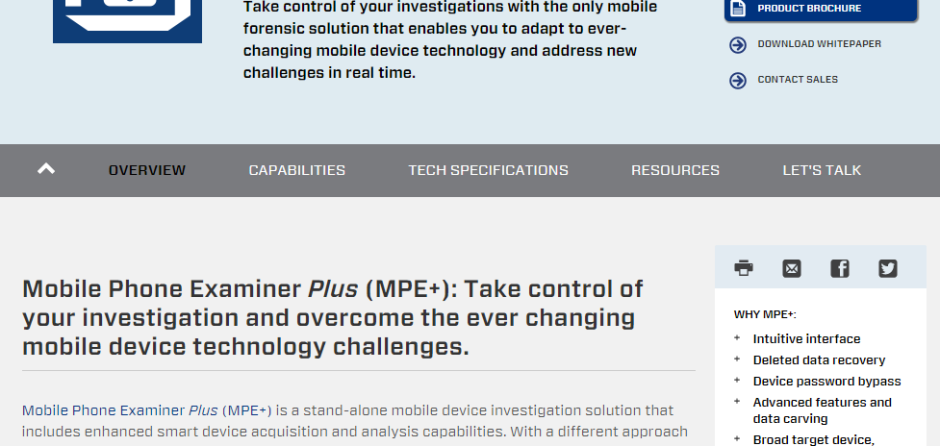 Take control of your investigations with the only mobile
forensic solution that enables you to adapt to ever-
changing mobile device technology and address new
challenges in real time.
PRODUCT BROCHURE
DOWNLOAD WHITEPAPER
CONTACT SALES
OVERVIEW CAPABILITIES TECH SPECIFICATIONS RESOURCES LET'S TALK
Mobile Phone Examiner Plus (MPE+): Take control of
your investigation and overcome the ever changing
mobile device technology challenges.
Mobile Phone Examiner Plus (MPE+) is a stand-alone mobile device investigation solution that
includes enhanced smart device acquisition and analysis capabilities. With a different approach
WHY MPE+:
+ Intuitive interface
+ Deleted data recovery
+ Device password bypass
+ Advanced features and
data carving
+ Broad target device,